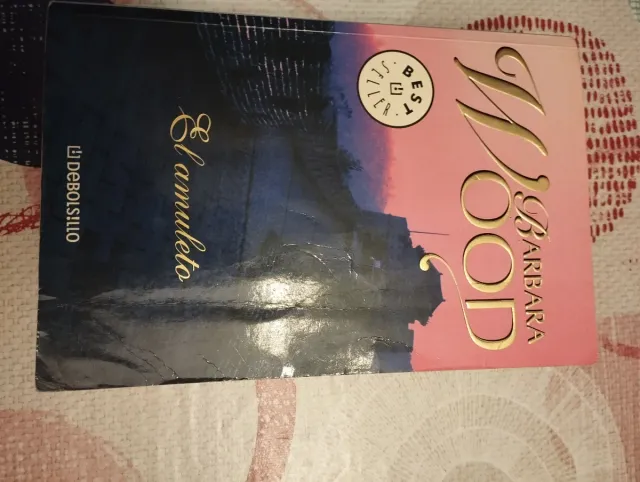 BARBARA
WOOD
BEST
SELLER
El amuleto
DEBOLSILLO